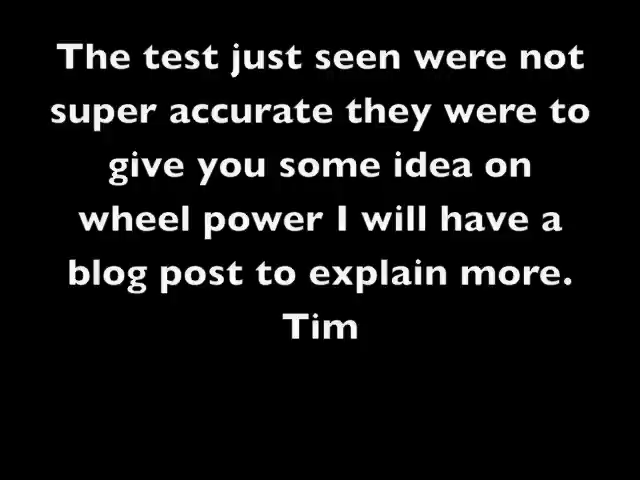 The test just seen were not
super accurate they were to
give you some idea on
wheel power I will have a
blog post to explain more.
Tim